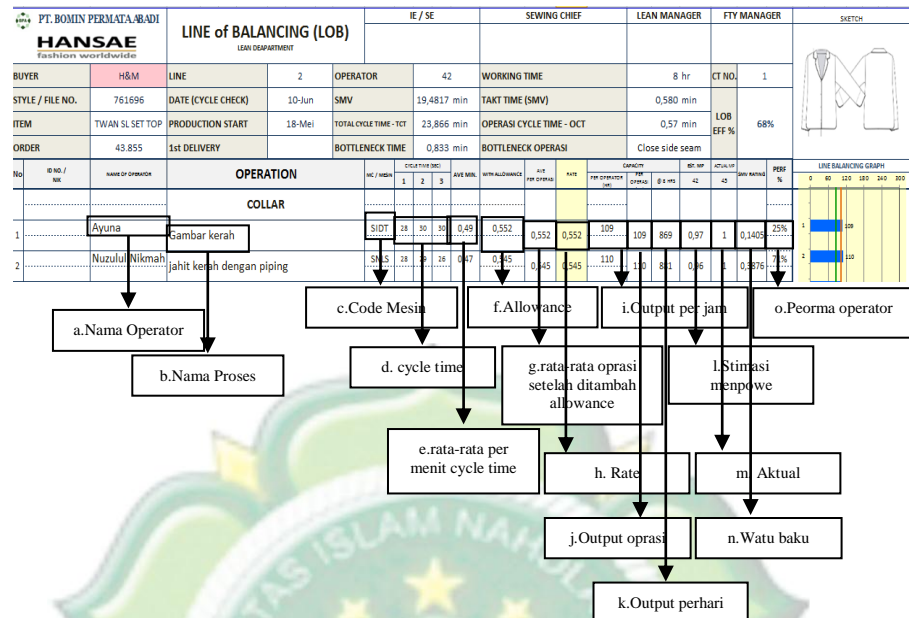 PT. BOMIN PERMATA ABADI
HANSAE
fashion worldwide
LINE of BALANCING (LOB)
LEAN DEAPARTMENT
IE / SE
SEWING CHIEF
LEAN MANAGER
FTY MANAGER
SKETCH
BUYER H&M LINE 2 OPERATOR 42 WORKING TIME 8 hr CT NO. 1
STYLE / FILE NO. 761696 DATE (CYCLE CHECK) 10-Jun SMV 19,4817 min TAKT TIME (SMV) 0,580 min
LOB EFF % 68%
ITEM TWAN SL SET TOP PRODUCTION START 18-Mei TOTAL CYCLE TIME - TCT 23,866 min OPERASI CYCLE TIME - OCT 0,57 min
ORDER 43.855 1st DELIVERY BOTTLENECK TIME 0,833 min BOTTLENECK OPERASI Close side seam
No ID NO. / NIK NAME OF OPERATOR OPERATION MC / MESIN CYCLE TIME (SEC) 1 2 3 AVE MIN. WITH ALLOWANCE AVE PER OPERASI RATE CAPACITY PER OPERATOR (HR) PER OPERASI @ 8 HRS EST. MP 42 ACTUAL MP 43 SMV RATING PERF % LINE BALANCING GRAPH
0 60 120 180 240 300
COLLAR
1 Ayuna Gambar kerah SIDT 28 30 30 0,49 0,552 0,552 0,552 109 109 869 0,97 1 0,1405 25% 1 109
2 Nuzulul Nikmah jahit kerah dengan piping SNLS 28 29 26 0,47 0,545 0,545 0,545 110 110 881 0,96 1 2 110
a.Nama Operator
b.Nama Proses
c.Code Mesin
d. cycle time
e.rata-rata per menit cycle time
f.Allowance
g.rata-rata oprasi setelah ditambah allowance
h. Rate
i.Output per jam
j.Output oprasi
k.Output perhari
l.Stimasi menpowe
m. Aktual
n.Watu baku
o.Peorma operator